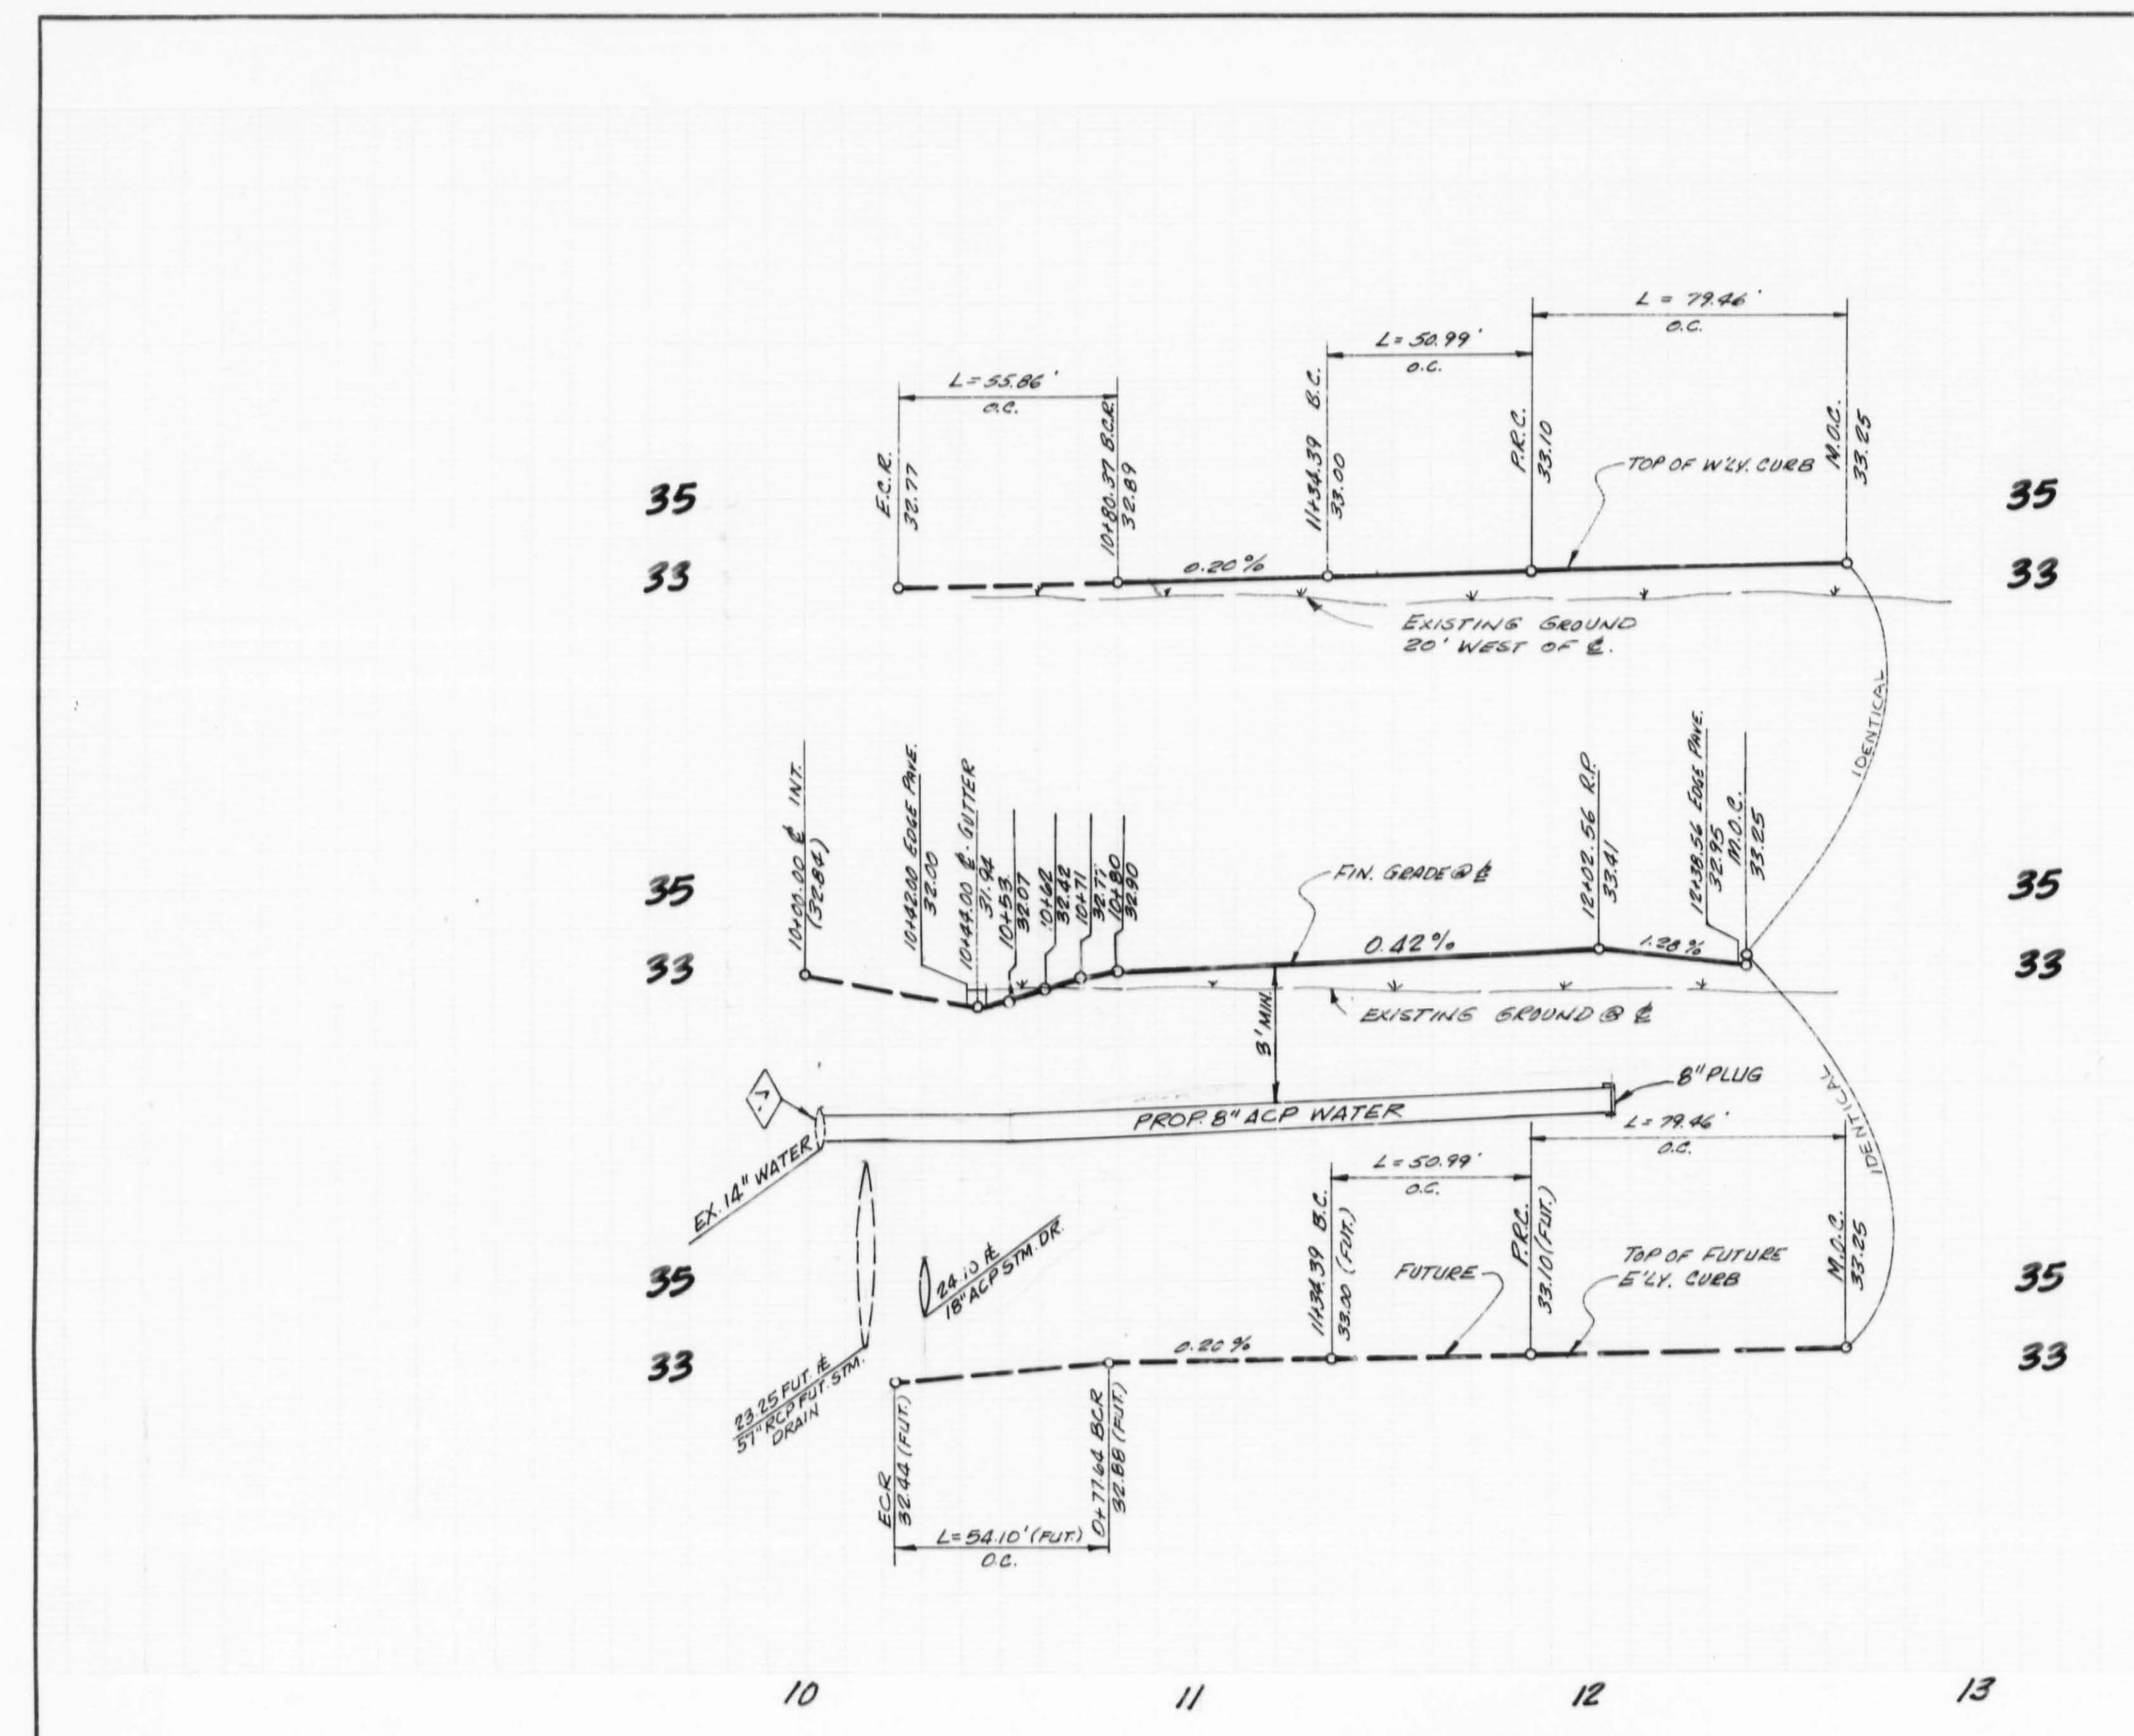 L = 79.46'
O.C.
L = 50.99'
O.C.
L = 55.86'
O.C.
E.C.R.
32.77
10+80.37 B.C.R.
32.89
11+34.39 B.C.
33.00
P.R.C.
33.10
M.O.C.
33.25
TOP OF W'LY. CURB
35
35
33
33
0.20%
EXISTING GROUND
20' WEST OF ℄.
IDENTICAL
10+00.00 ℄ INT.
(32.84)
10+42.00 EDGE PAVE.
32.00
10+44.00 ℄ - GUTTER
31.94
10+53
32.07
10+62
32.42
10+71
32.77
10+80
32.90
12+02.56 R.P.
33.41
12+38.56 EDGE PAVE.
32.95
M.O.C.
33.25
FIN. GRADE @ ℄
35
35
33
33
0.42%
1.28%
EXISTING GROUND @ ℄
3' MIN.
8" PLUG
PROP. 8" ACP WATER
EX. 14" WATER
IDENTICAL
L = 79.46'
O.C.
L = 50.99'
O.C.
24.10 ℄
18" ACP STM. DR.
23.25 FUT. ℄
57" RCP FUT. STM.
DRAIN
11+34.39 B.C.
33.00 (FUT.)
P.R.C.
33.10 (FUT.)
M.O.C.
33.25
FUTURE
TOP OF FUTURE
E'LY. CURB
35
35
33
33
0.20%
ECR
32.44 (FUT.)
0+77.64 BCR
32.88 (FUT.)
L=54.10' (FUT.)
O.C.
10
11
12
13